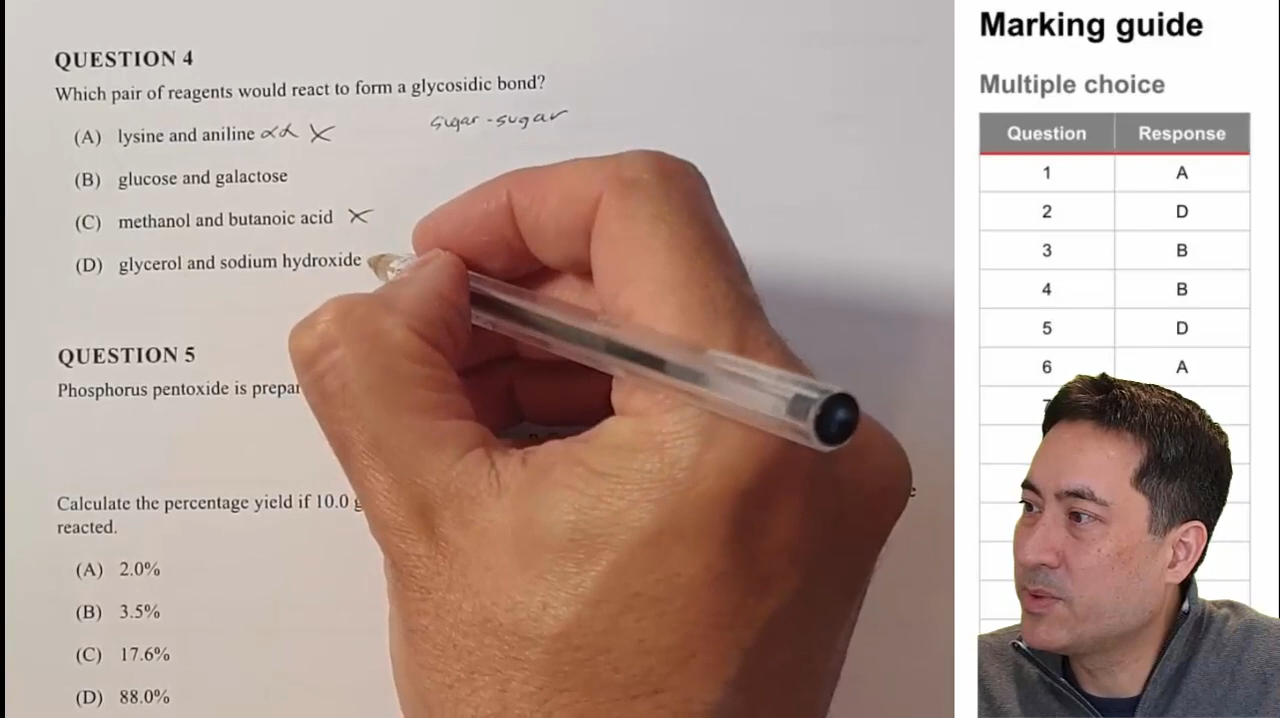 QUESTION 4
Which pair of reagents would react to form a glycosidic bond?
sugar - sugar
(A) lysine and aniline
(B) glucose and galactose
(C) methanol and butanoic acid
(D) glycerol and sodium hydroxide
QUESTION 5
Phosphorus pentoxide is
Calculate the percentage yield if 10.0
reacted.
(A) 2.0%
(B) 3.5%
(C) 17.6%
(D) 88.0%
Marking guide
Multiple choice
Question Response
1 A
2 D
3 B
4 B
5 D
6 A